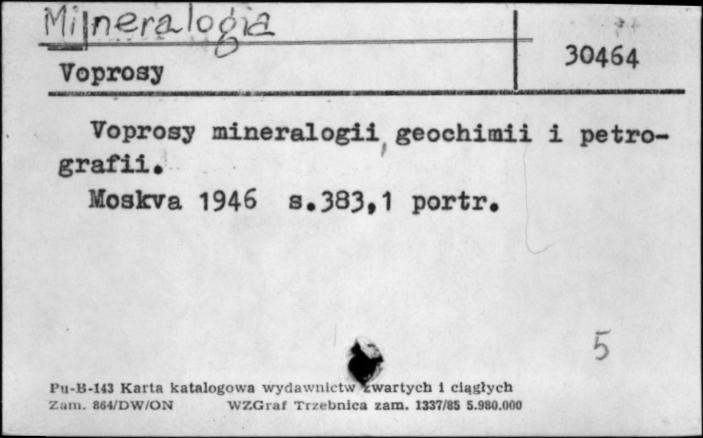 Mineralogia
30464
Voprosy
Voprosy mineralogii, geochimii i petro-
grafii.
Moskva 1946 s.383,1 portr.
5
Pu-B-143 Karta katalogowa wydawnictw zwartych i ciągłych
Zam. 864/DW/ON WZGraf Trzebnica zam. 1337/85 5.980.000